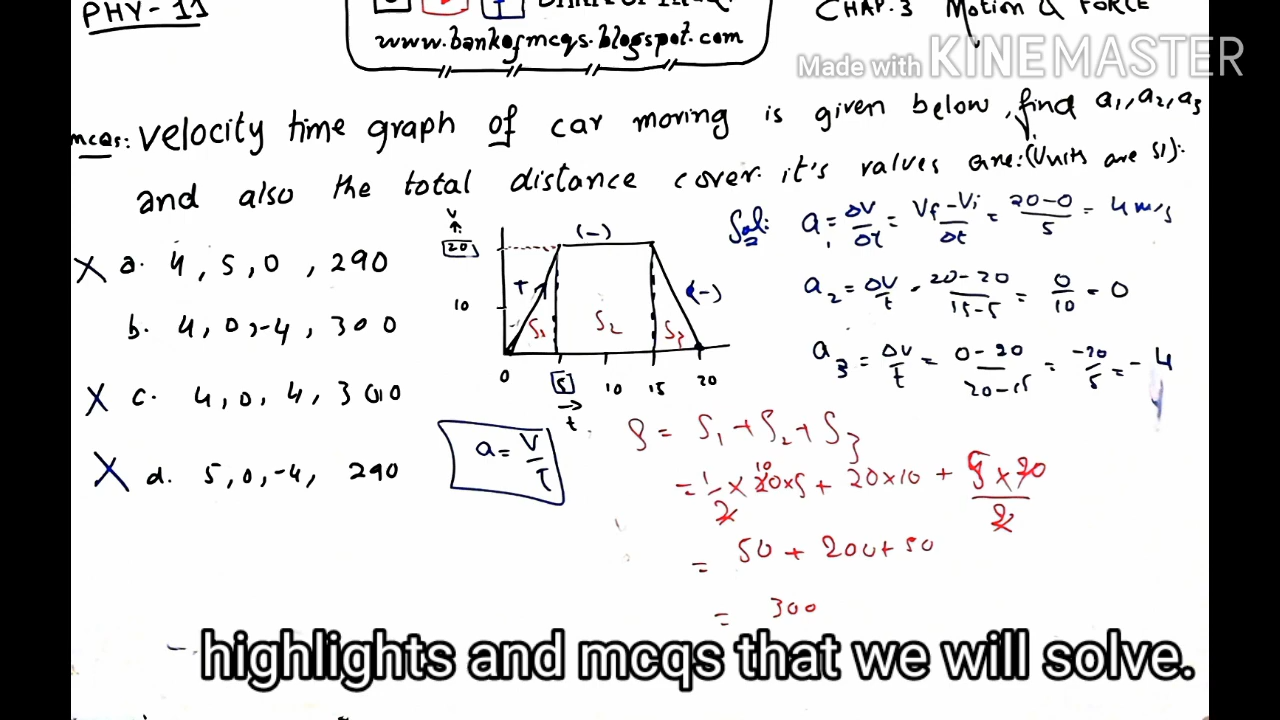 PHY-11
CHAP.3 Motion & FORCE
www.bankofmcqs.blogspot.com
Made with KINEMASTER
mcqs: Velocity time graph of car moving is given below, find a₁, a₂, a₃
and also the total distance cover. it's values are: (Units are SI):
X a. 4, 5, 0, 290
b. 4, 0, -4, 300
X c. 4, 0, 4, 300
X d. 5, 0, -4, 290
V
20
10
(-)
+
(-)
S₁ S₂ S₃
0 5 10 15 20
t
a = V/t
Sol: a₁ = ΔV/Δt = Vf-Vi/Δt = 20-0/5 = 4 m/s
a₂ = ΔV/t = 20-20/15-5 = 0/10 = 0
a₃ = ΔV/t = 0-20/20-15 = -20/5 = -4
S = S₁ + S₂ + S₃
= 1/2 × 20×5 + 20×10 + 5×20/2
10
= 50 + 200 + 50
= 300
highlights and mcqs that we will solve.